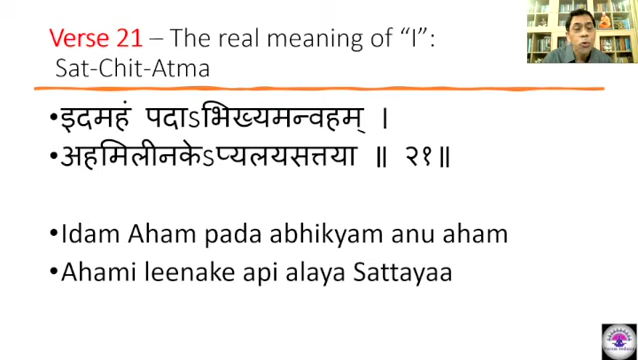 Verse 21 – The real meaning of “I”:
Sat-Chit-Atma
•इदमहं पदाऽभिख्यमन्वहम् ।
•अहमिलीनकेऽप्यलयसत्तया ॥ २१॥
•Idam Aham pada abhikyam anu aham
•Ahami leenake api alaya Sattayaa